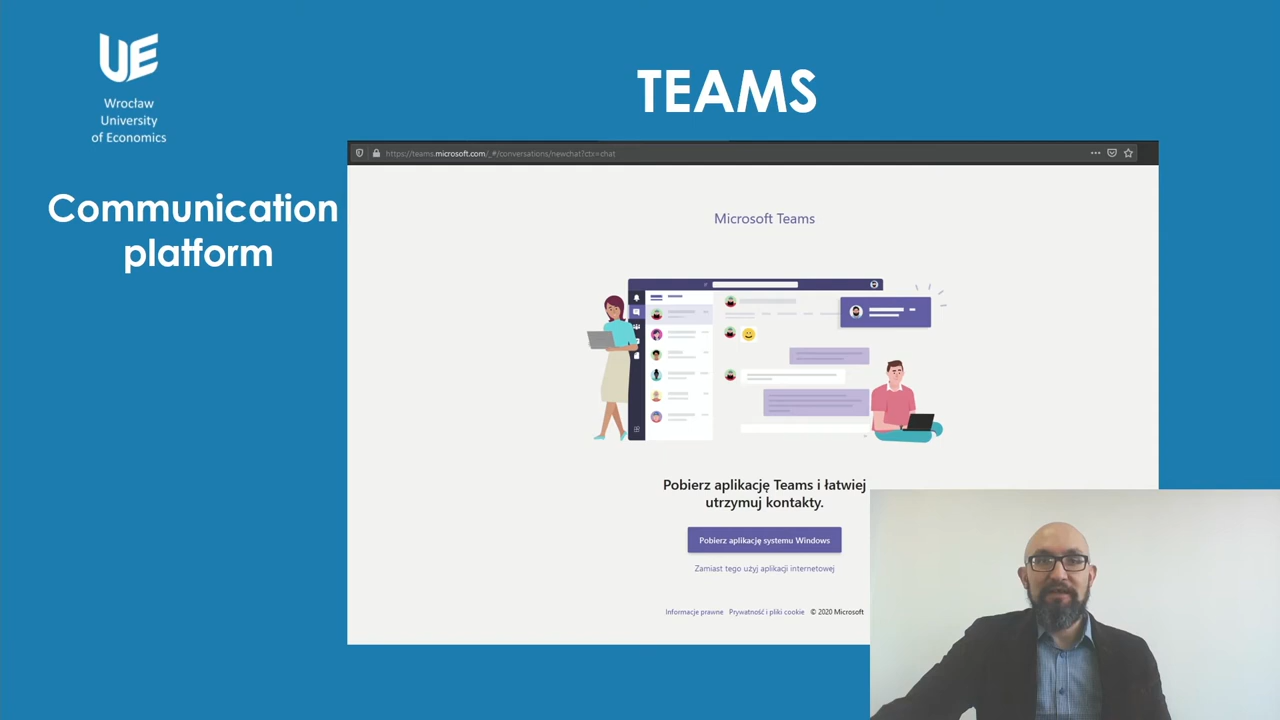 UE
Wrocław
University
of Economics
TEAMS
Communication
platform
https://teams.microsoft.com/_#/conversations/newchat?ctx=chat
Microsoft Teams
Pobierz aplikację Teams i łatwiej
utrzymuj kontakty.
Pobierz aplikację systemu Windows
Zamiast tego użyj aplikacji internetowej
Informacje prawne Prywatność i pliki cookie © 2020 Microsoft